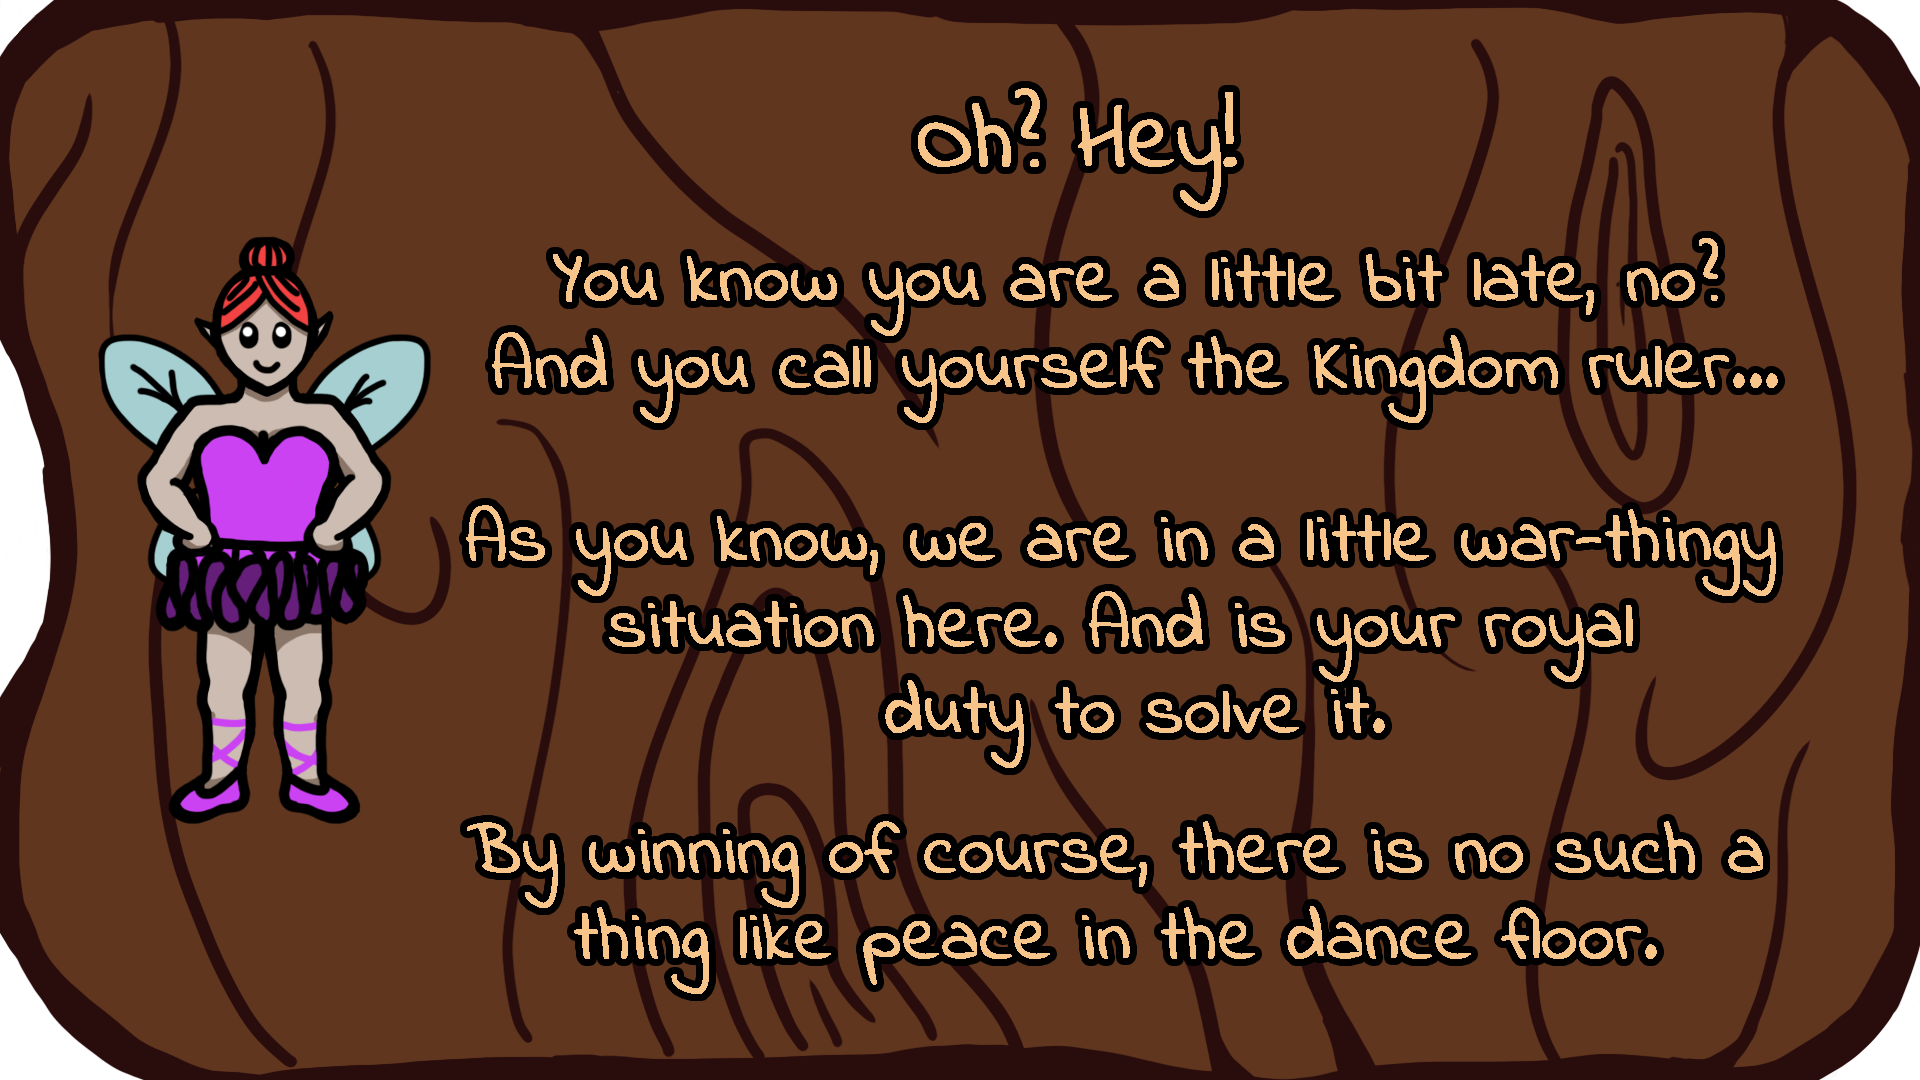 Oh? Hey!
You know you are a little bit late, no?
And you call yourself the Kingdom ruler...
As you know, we are in a little war-thingy
situation here. And is your royal
duty to solve it.
By winning of course, there is no such a
thing like peace in the dance floor.